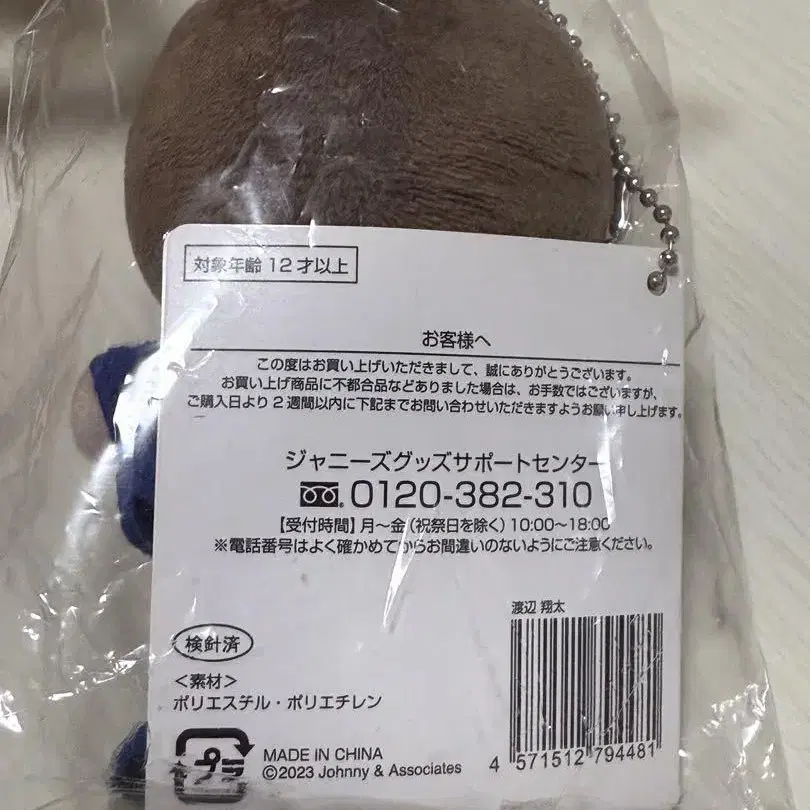 対象年齢12才以上
お客様へ
この度はお買い上げいただきまして、誠にありがとうございます。
お買い上げ商品に不都合品などありました場合は、お手数ではございますが、
ご購入日より2週間以内に下記までお問い合わせいただきますようお願い申し上げます。
ジャニーズグッズサポートセンター
0120-382-310
【受付時間】月〜金(祝祭日を除く)10:00〜18:00
※電話番号はよく確かめてからお間違いのないようにご注意ください。
渡辺 翔太
検針済
<素材>
ポリエステル・ポリエチレン
プラ
MADE IN CHINA
©2023 Johnny & Associates
4 571512 794481